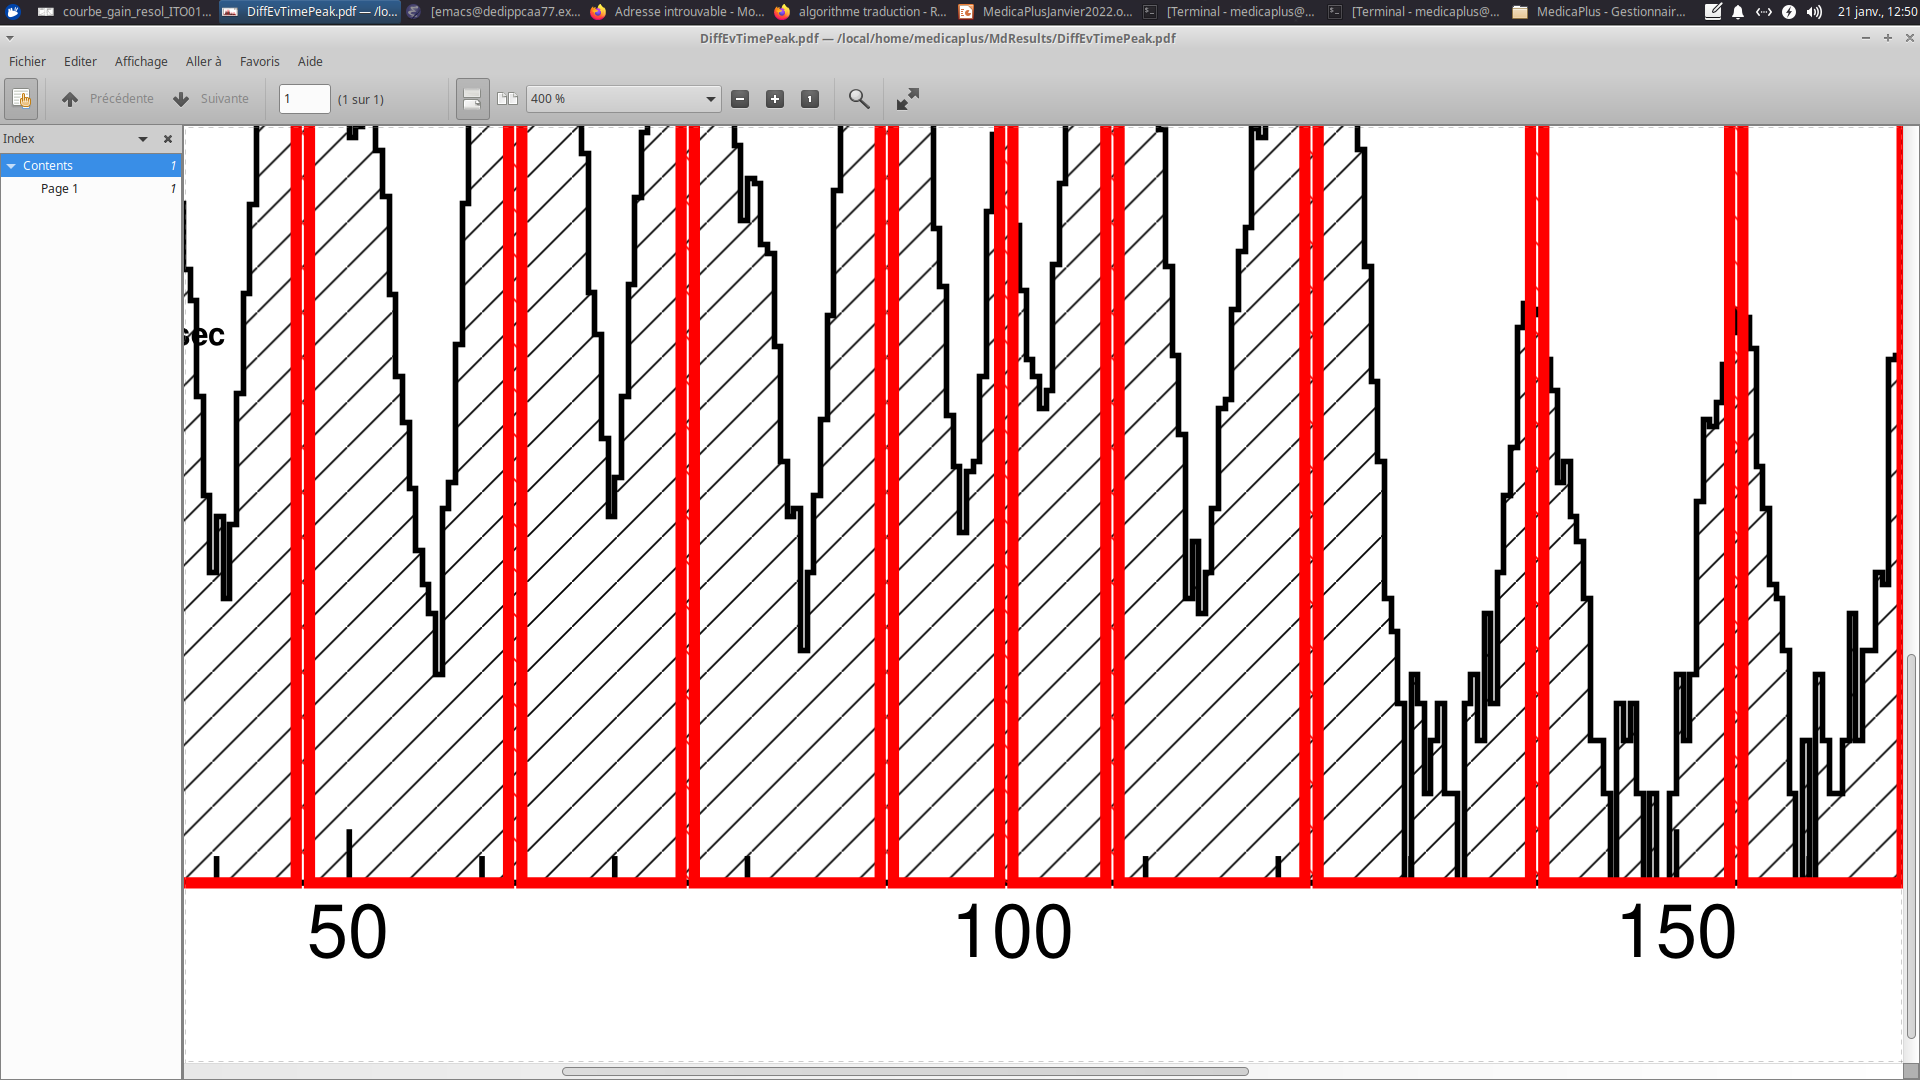 courbe_gain_resol_ITO01...
DiffEvTimePeak.pdf — /lo...
[emacs@dedippcaa77.ex...
Adresse introuvable - Mo...
algorithme traduction - R...
MedicaPlusJanvier2022.o...
[Terminal - medicaplus@...
[Terminal - medicaplus@...
MedicaPlus - Gestionnair...
21 janv., 12:50
DiffEvTimePeak.pdf — /local/home/medicaplus/MdResults/DiffEvTimePeak.pdf
Fichier Editer Affichage Aller à Favoris Aide
Précédente Suivante 1 (1 sur 1) 400 % 1
Index
Contents 1
Page 1 1
sec
50 100 150